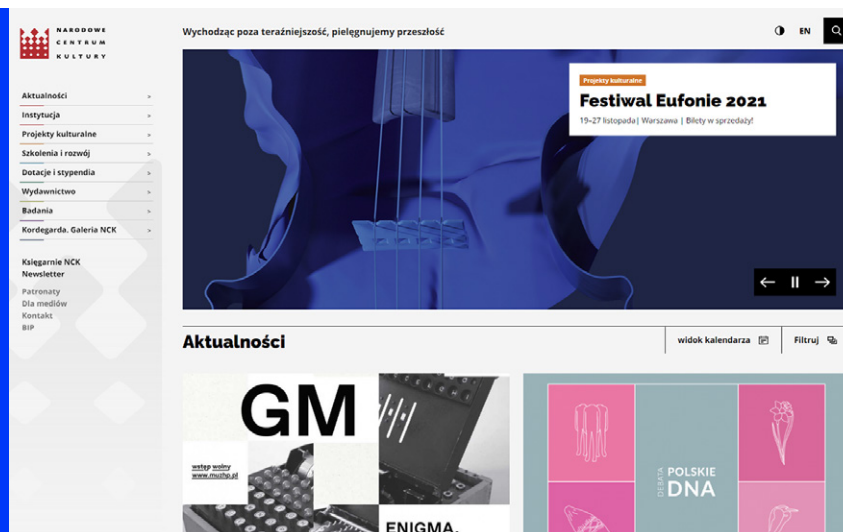 NARODOWE
CENTRUM
KULTURY
Wychodząc poza teraźniejszość, pielęgnujemy przeszłość
EN
Aktualności >
Instytucja >
Projekty kulturalne >
Szkolenia i rozwój >
Dotacje i stypendia >
Wydawnictwo >
Badania >
Kordegarda. Galeria NCK >
Księgarnie NCK
Newsletter
Patronaty
Dla mediów
Kontakt
BIP
Projekty kulturalne
Festiwal Eufonie 2021
19–27 listopada| Warszawa | Bilety w sprzedaży!
Aktualności
widok kalendarza
Filtruj
GM
wstęp wolny
www.muzhp.pl
ENIGMA.
DEBATA
POLSKIE
DNA